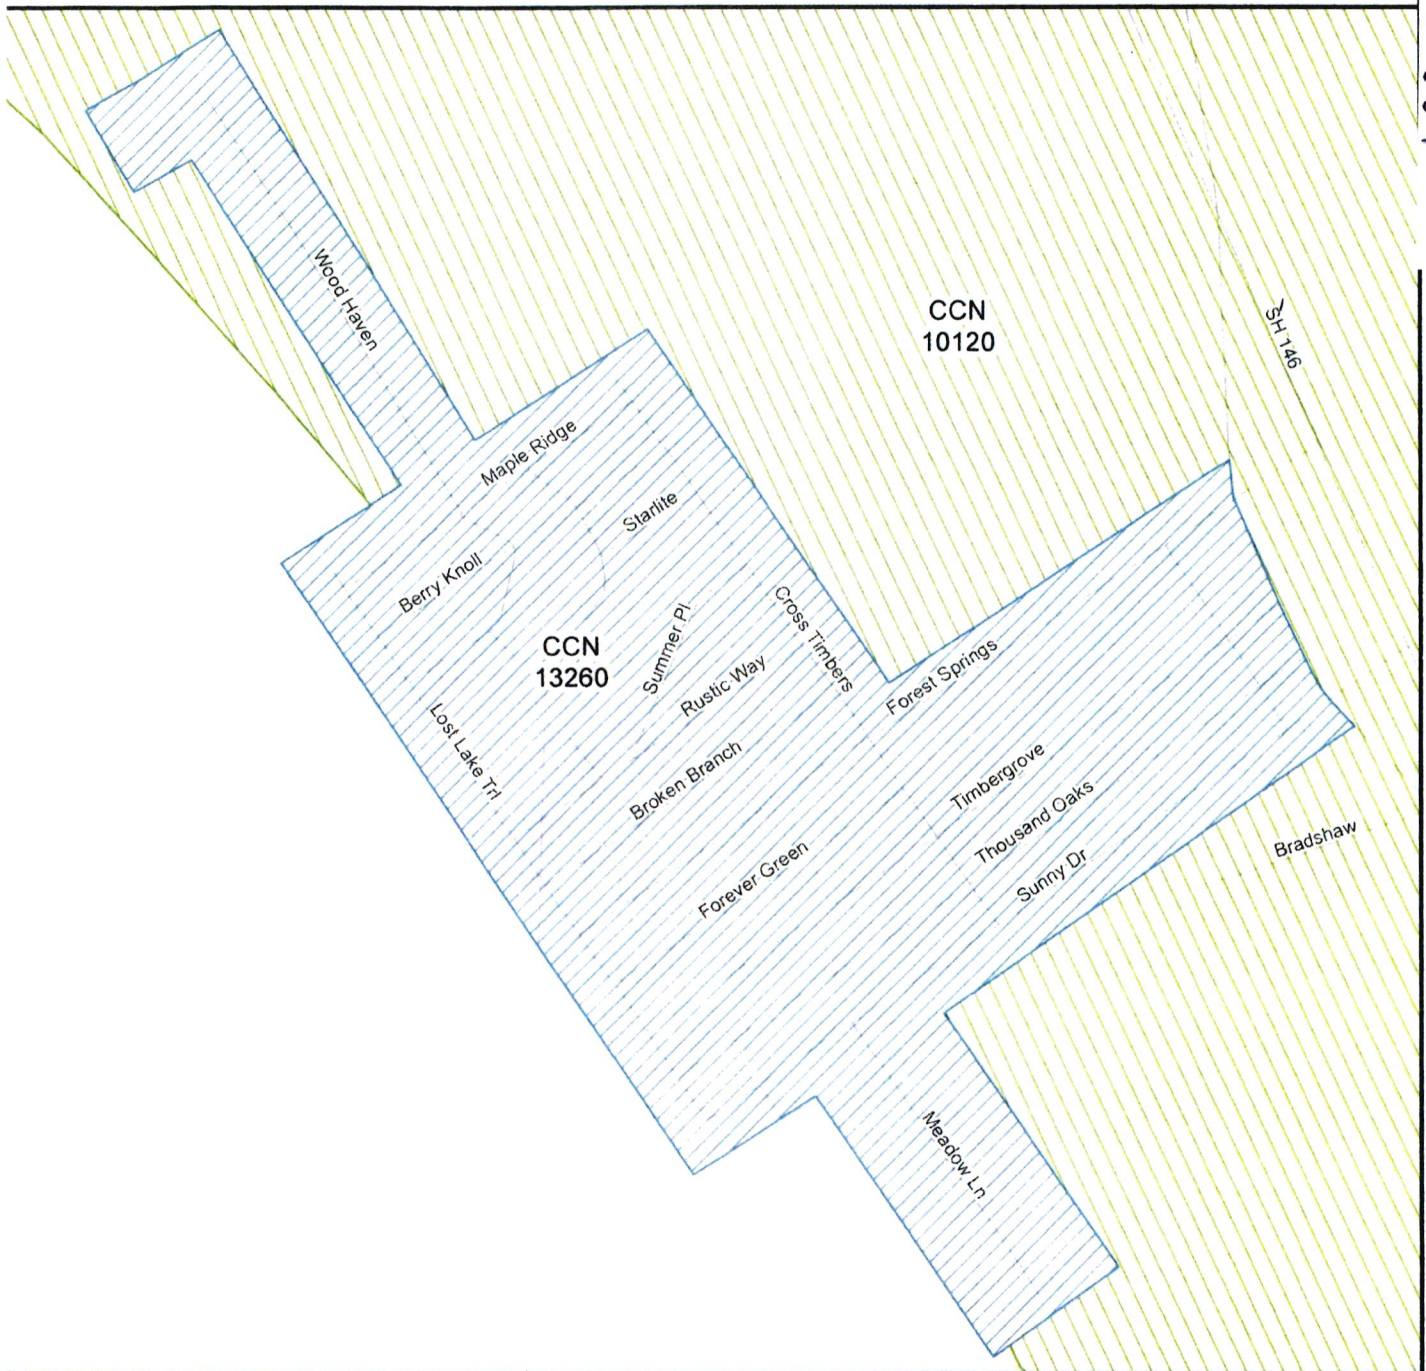 Wood Haven
CCN
10120
SH 146
Maple Ridge
Starlite
Berry Knoll
CCN
13260
Summer Pl
Cross Timbers
Rustic Way
Forest Springs
Lost Lake Trl
Broken Branch
Timbergrove
Thousand Oaks
Bradshaw
Forever Green
Sunny Dr
Meadow Ln